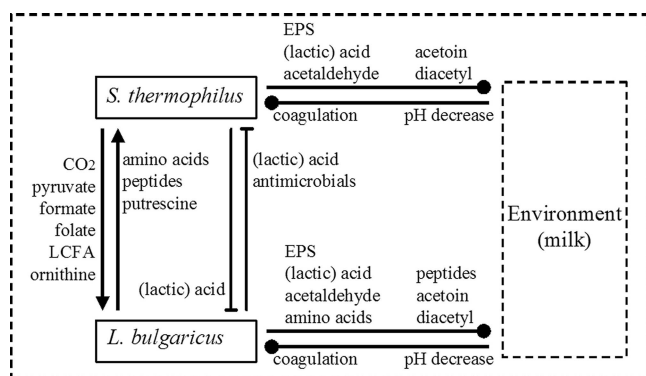 EPS
(lactic) acid acetoin
acetaldehyde diacetyl
S. thermophilus
coagulation pH decrease
CO2
pyruvate
formate
folate
LCFA
ornithine
amino acids
peptides
putrescine
(lactic) acid
antimicrobials
(lactic) acid
Environment
(milk)
EPS
(lactic) acid peptides
acetaldehyde acetoin
amino acids diacetyl
L. bulgaricus
coagulation pH decrease